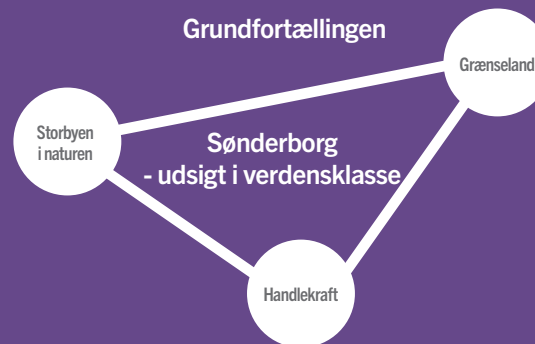 Grundfortællingen
Grænseland
Storbyen
i naturen
Sønderborg
- udsigt i verdensklasse
Handlekraft